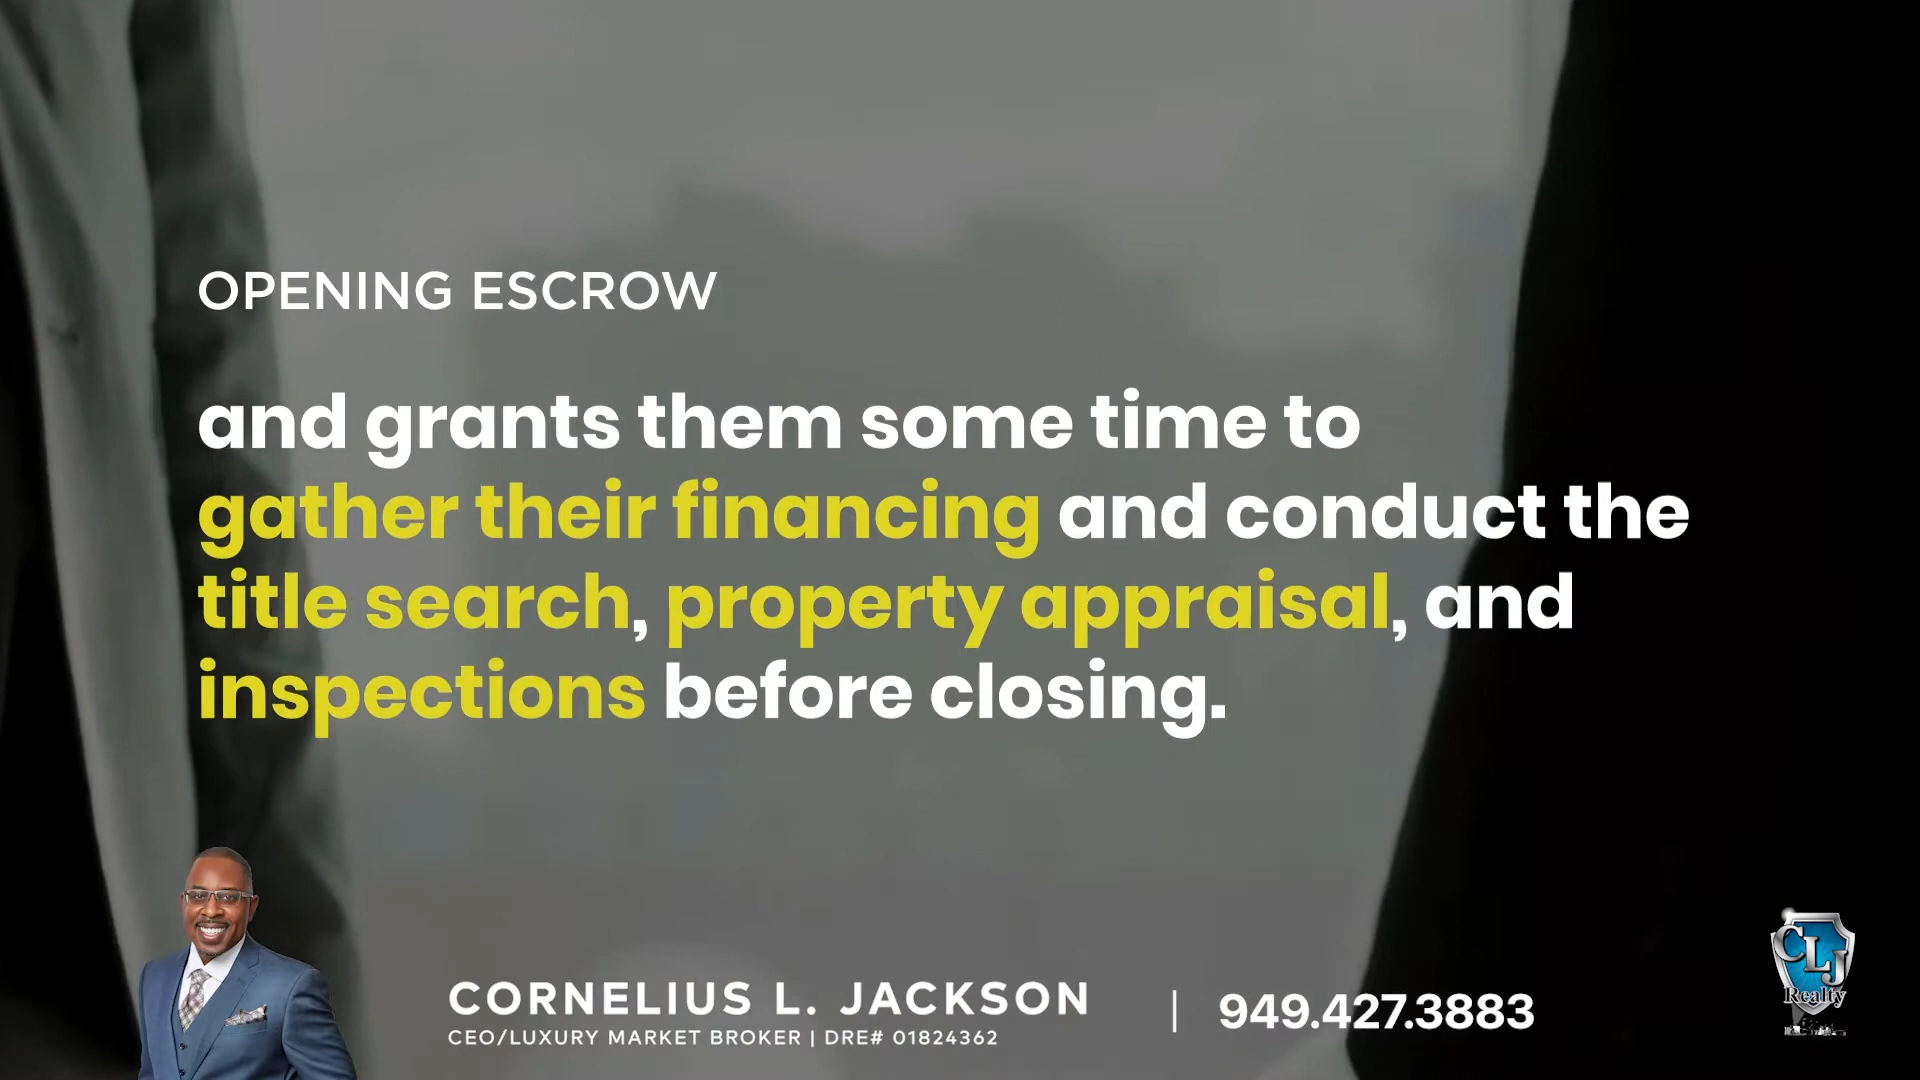 OPENING ESCROW
and grants them some time to
gather their financing and conduct the
title search, property appraisal, and
inspections before closing.
CORNELIUS L. JACKSON
CEO/LUXURY MARKET BROKER | DRE# 01824362
| 949.427.3883
CLJ
Realty